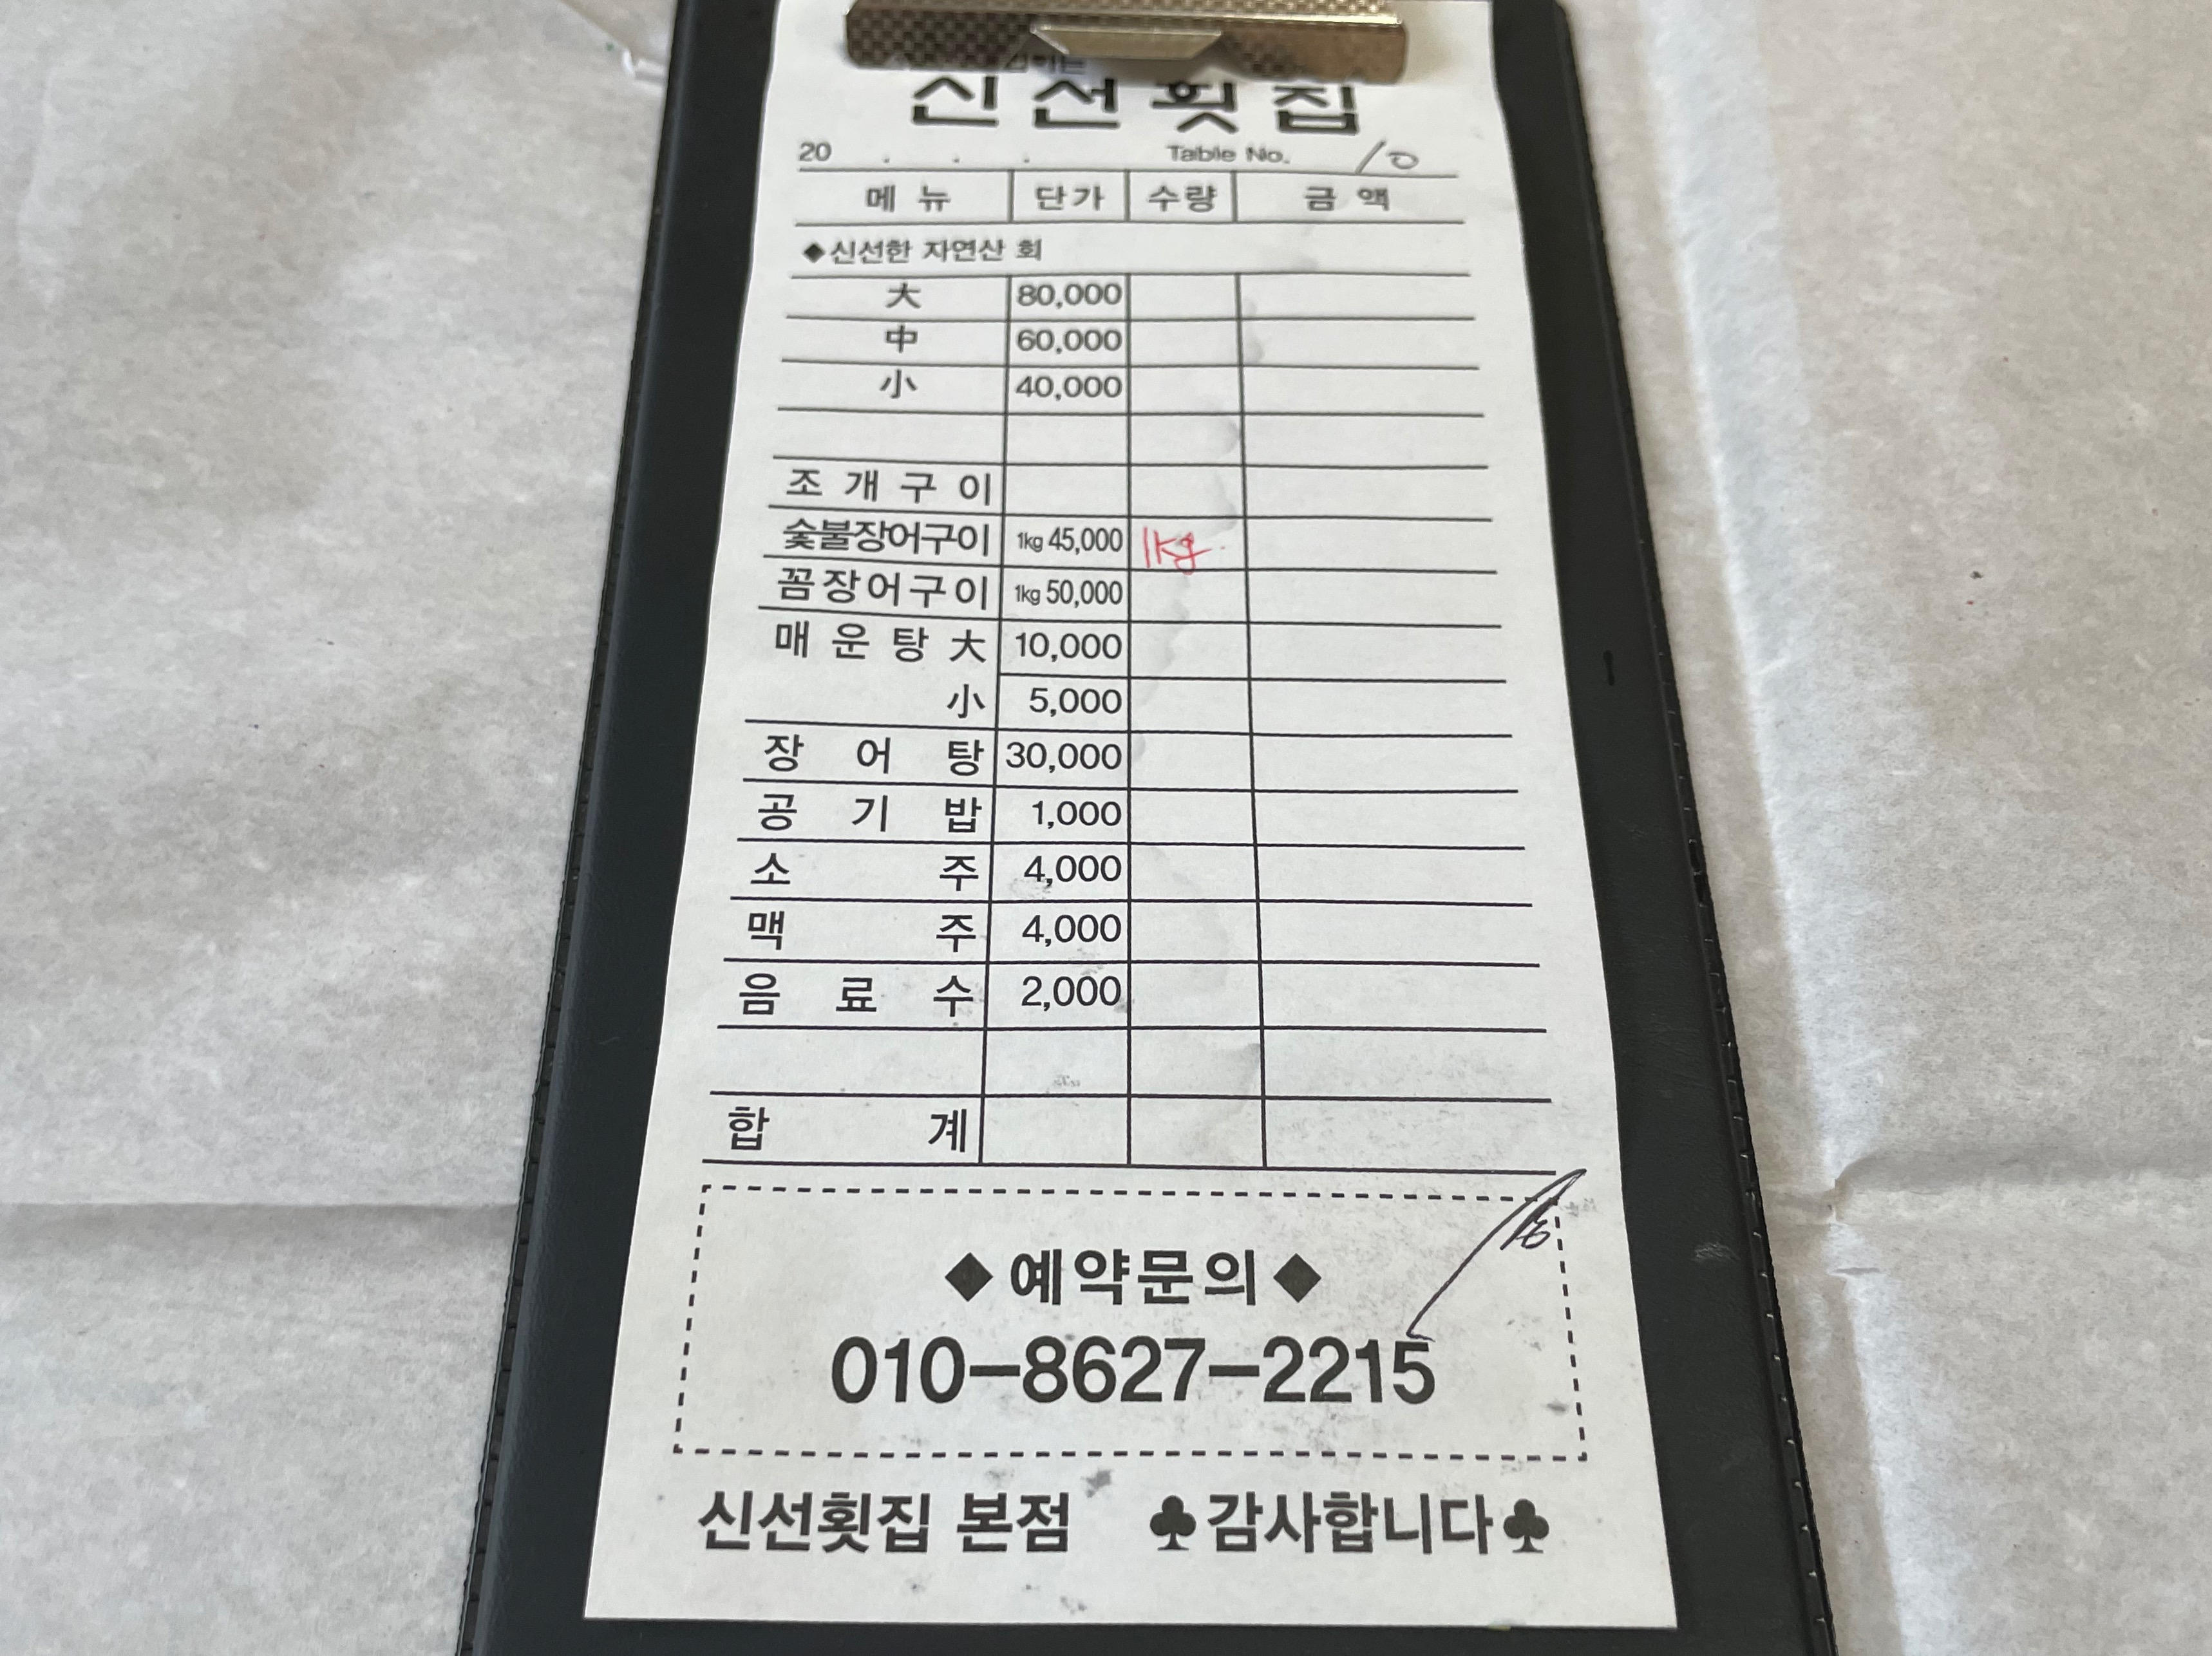 신선횟집
20 . . . Table No. 10
메뉴 단가 수량 금액
◆신선한 자연산 회
大 80,000
中 60,000
小 40,000
조개구이
숯불장어구이 1kg 45,000 1kg
꼼장어구이 1kg 50,000
매운탕 大 10,000
小 5,000
장어탕 30,000
공기밥 1,000
소주 4,000
맥주 4,000
음료수 2,000
합계
◆예약문의◆
010-8627-2215
신선횟집 본점 ♣감사합니다♣